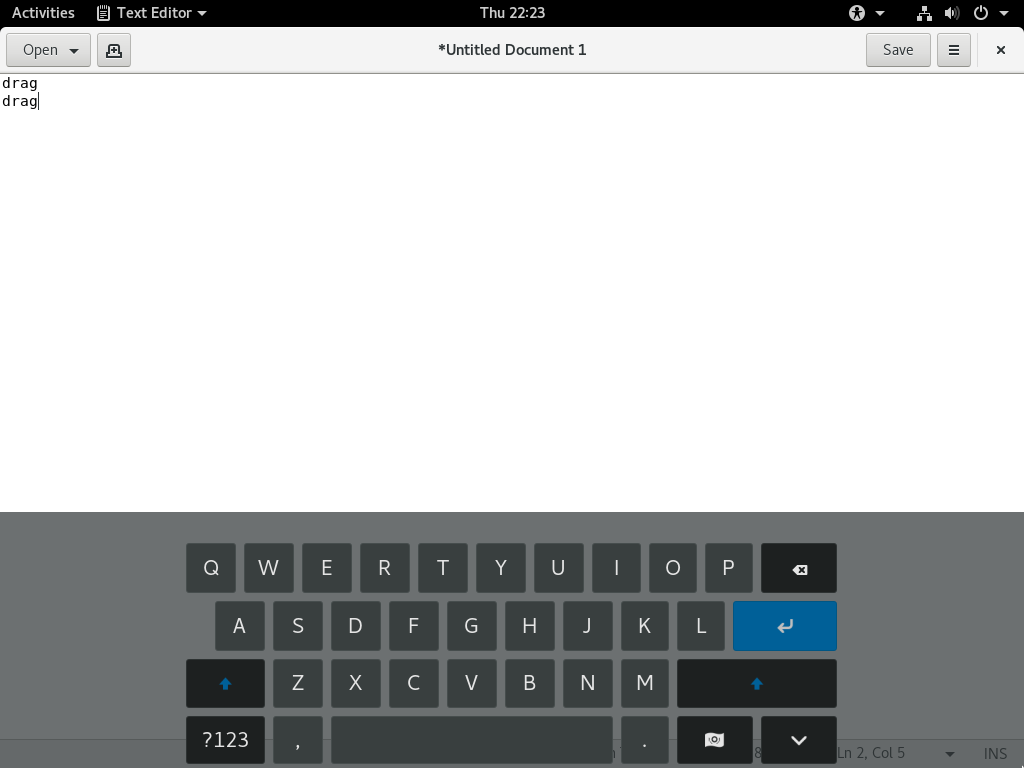 Activities Text Editor Thu 22:23
Open *Untitled Document 1 Save
drag
drag
Q W E R T Y U I O P
A S D F G H J K L
Z X C V B N M
?123 , .
Ln 2, Col 5 INS